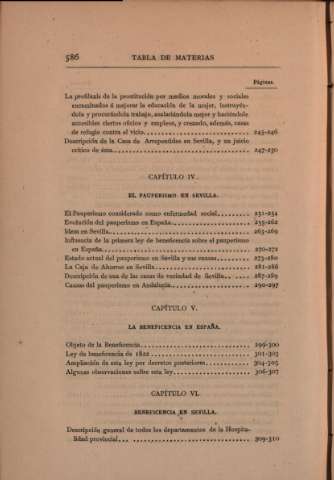 586 TABLA DE MATERIAS
Páginas.
La profilaxis de la prostitución por medios morales y sociales
encaminados á mejorar la educación de la mujer, instruyén-
dola y procurándola trabajo, asalariándola mejor y haciéndole
accesibles ciertos oficios y empleos, y creando, además, casas
de refugio contra el vicio. 245-246
Descripción de la Casa de Arrepentidas en Sevilla, y un juicio
crítico de ésta. 247-250
CAPÍTULO IV.
EL PAUPERISMO EN SEVILLA.
El Pauperismo considerado como enfermedad social. 251-254
Evolución del pauperismo en España. 255-262
Idem en Sevilla. 263-269
Influencia de la primera ley de beneficencia sobre el pauperismo
en España. 270-272
Estado actual del pauperismo en Sevilla y sus causas. 273-280
La Caja de Ahorros en Sevilla. 281-286
Descripción de una de las casas de vecindad de Sevilla. 287-289
Causas del pauperismo en Andalucía. 290-297
CAPÍTULO V.
LA BENEFICENCIA EN ESPAÑA.
Objeto de la Beneficencia. 299-300
Ley de beneficencia de 1822 301-303
Ampliación de esta ley por decretos posteriores. 304-305
Algunas observaciones sobre esta ley. 306-307
CAPÍTULO VI.
BENEFICENCIA EN SEVILLA.
Descripción general de todos los departamentos de la Hospita-
lidad provincial. 309-310